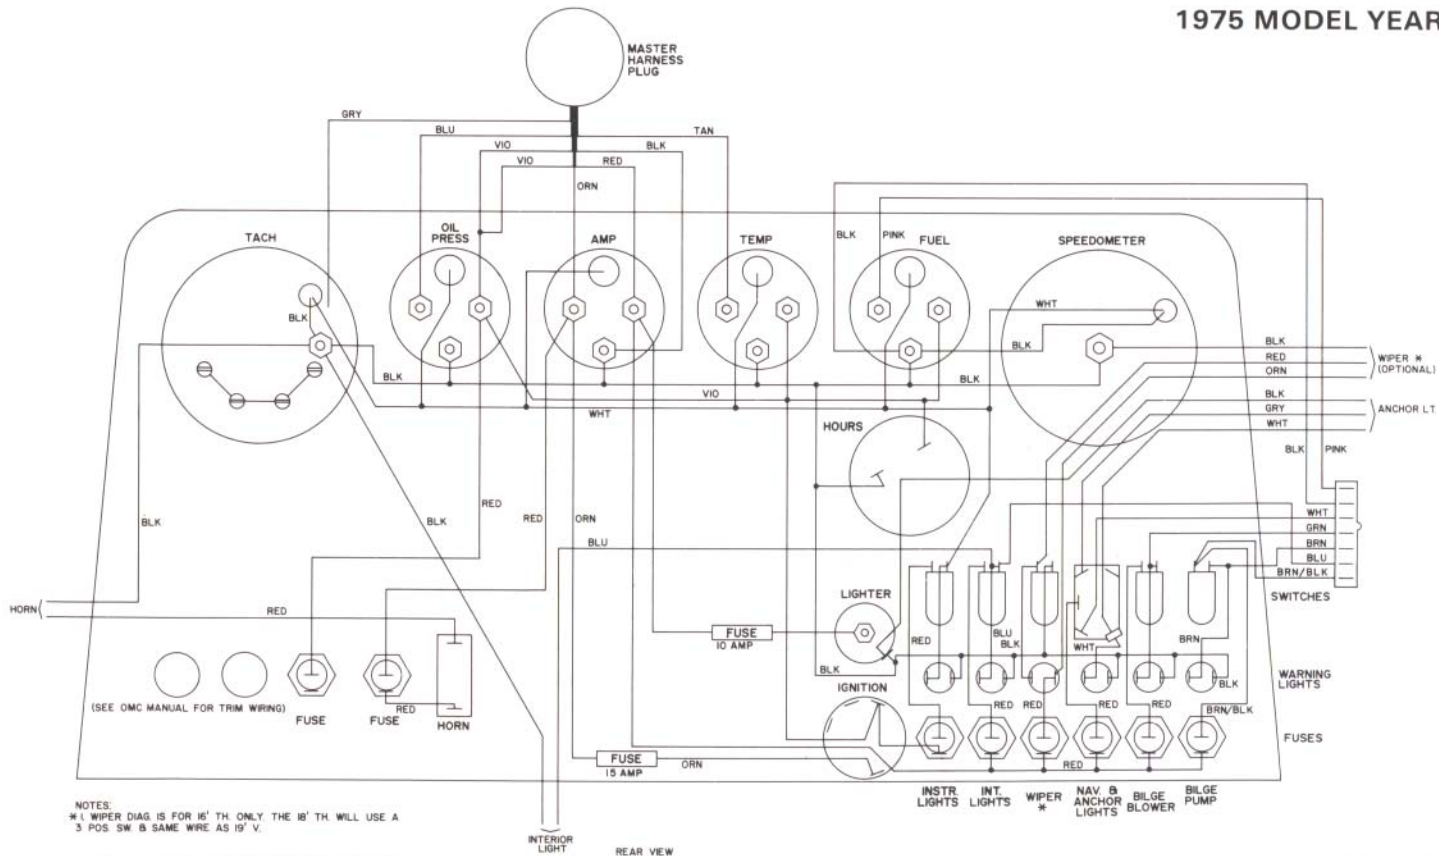 1975 MODEL YEAR
MASTER
HARNESS
PLUG
GRY
BLU
TAN
VIO
BLK
VIO
RED
ORN
TACH
OIL
PRESS
AMP
TEMP
BLK
PINK
FUEL
SPEEDOMETER
WHT
BLK
BLK
BLK
RED
ORN
WIPER *
(OPTIONAL)
BLK
BLK
VIO
WHT
BLK
GRY
WHT
ANCHOR LT.
HOURS
BLK
PINK
BLK
BLK
RED
RED
ORN
BLU
WHT
GRN
BRN
BLU
BRN/BLK
SWITCHES
HORN
RED
LIGHTER
FUSE
10 AMP
RED
BLU
BLK
WHT
BRN
BLK
BLK
WARNING
LIGHTS
IGNITION
(SEE OMC MANUAL FOR TRIM WIRING)
FUSE
FUSE
RED
HORN
RED
RED
RED
RED
BRN/BLK
FUSES
FUSE
15 AMP
ORN
RED
INSTR.
LIGHTS
INT.
LIGHTS
WIPER
*
NAV. &
ANCHOR
LIGHTS
BILGE
BLOWER
BILGE
PUMP
NOTES:
* 1. WIPER DIAG. IS FOR 16' TH. ONLY. THE 18' TH. WILL USE A
3 POS. SW. & SAME WIRE AS 19' V.
INTERIOR
LIGHT
REAR VIEW